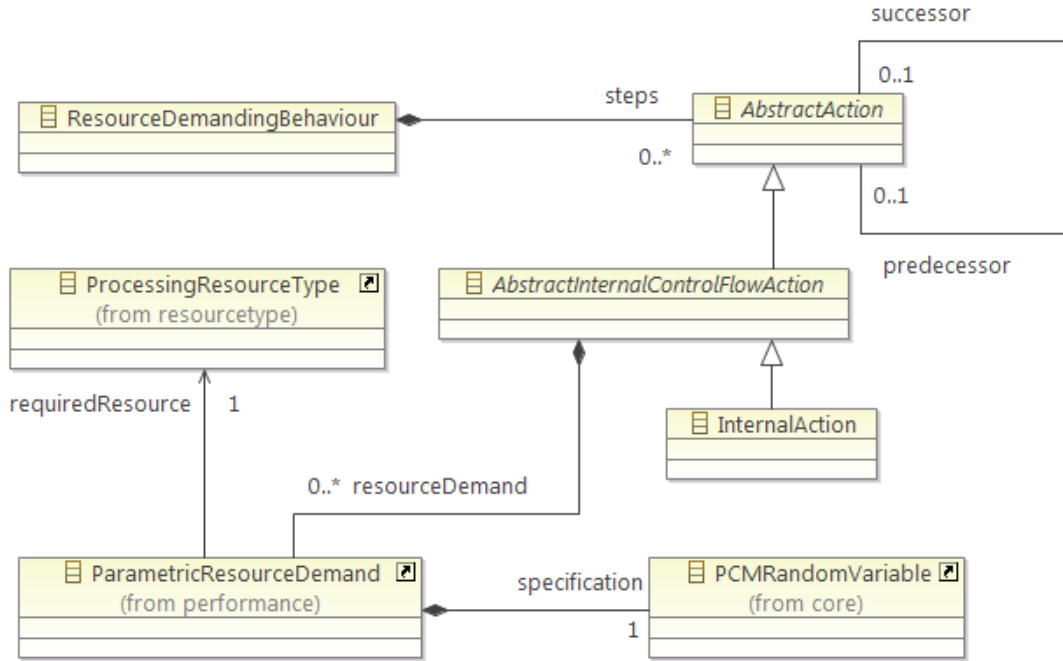 successor
0..1
steps
ResourceDemandingBehaviour
AbstractAction
0..*
0..1
predecessor
ProcessingResourceType
(from resourcetype)
AbstractInternalControlFlowAction
requiredResource
1
InternalAction
0..* resourceDemand
ParametricResourceDemand
(from performance)
specification
1
PCMRandomVariable
(from core)